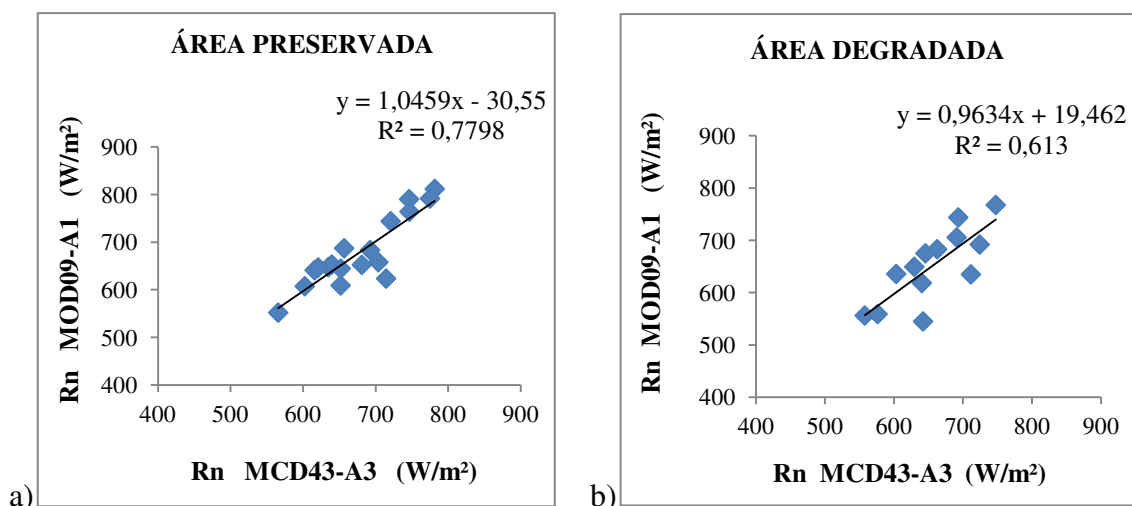 ÁREA PRESERVADA
y = 1,0459x - 30,55
R² = 0,7798
Rn MOD09-A1 (W/m²)
900
800
700
600
500
400
400 500 600 700 800 900
Rn MCD43-A3 (W/m²)
a)
ÁREA DEGRADADA
y = 0,9634x + 19,462
R² = 0,613
Rn MOD09-A1 (W/m²)
900
800
700
600
500
400
400 500 600 700 800 900
Rn MCD43-A3 (W/m²)
b)